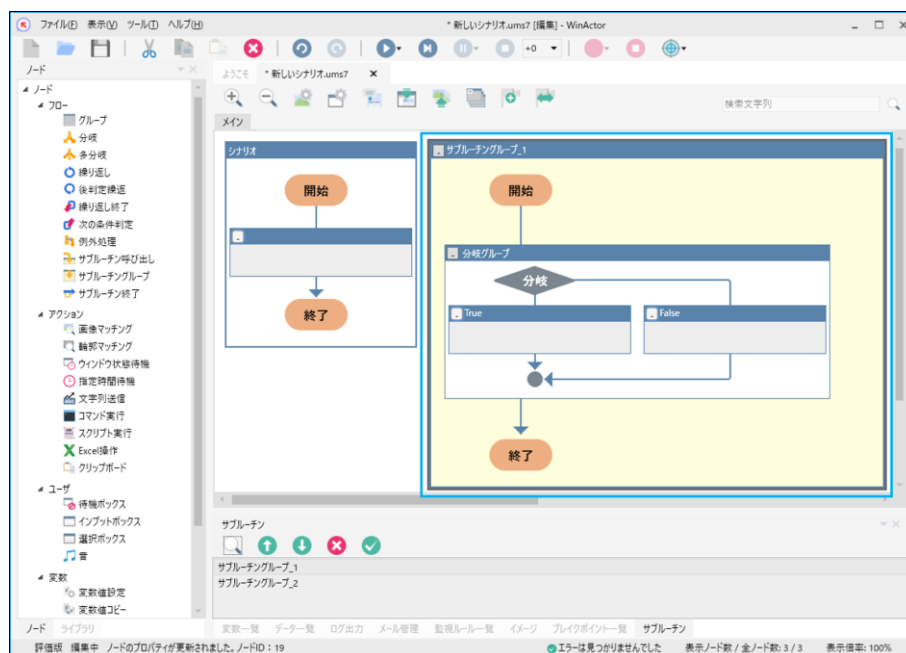 ファイル(F) 表示(V) ツール(T) ヘルプ(H)
* 新しいシナリオ.ums7 [編集] - WinActor
+0
ノード
ようこそ
* 新しいシナリオ.ums7
ノード
フロー
グループ
分岐
多分岐
繰り返し
後判定繰返
繰り返し終了
次の条件判定
例外処理
サブルーチン呼び出し
サブルーチングループ
サブルーチン終了
アクション
画像マッチング
輪郭マッチング
ウィンドウ状態待機
指定時間待機
文字列送信
コマンド実行
スクリプト実行
Excel操作
クリップボード
ユーザ
待機ボックス
インプットボックス
選択ボックス
音
変数
変数値設定
変数値コピー
ノード ライブラリ
検索文字列
メイン
シナリオ
開始
終了
サブルーチングループ_1
開始
分岐グループ
分岐
True
False
終了
サブルーチン
サブルーチングループ_1
サブルーチングループ_2
変数一覧 データ一覧 ログ出力 メール管理 監視ルール一覧 イメージ ブレイクポイント一覧 サブルーチン
評価版 編集中 ノードのプロパティが更新されました。ノードID : 19
エラーは見つかりませんでした 表示ノード数 / 全ノード数: 3 / 3 表示倍率: 100%